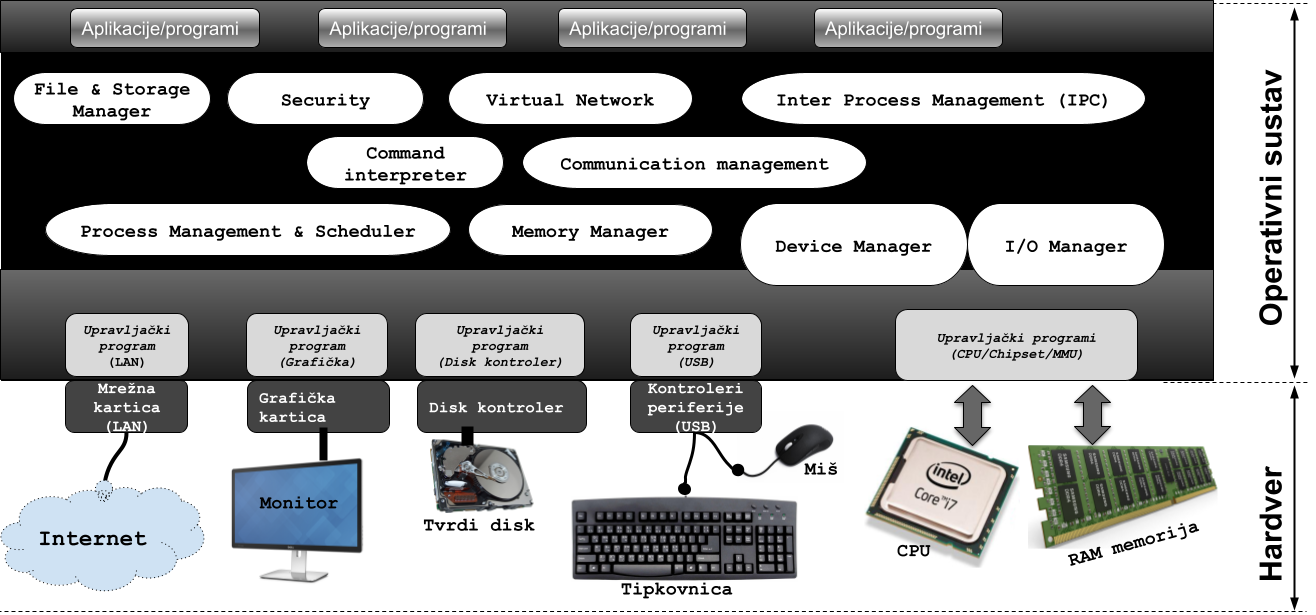 Aplikacije/programi
Aplikacije/programi
Aplikacije/programi
Aplikacije/programi
File & Storage
Manager
Security
Virtual Network
Inter Process Management (IPC)
Command
interpreter
Communication management
Process Management & Scheduler
Memory Manager
Device Manager
I/O Manager
Operativni sustav
Upravljački
program
(LAN)
Upravljački
program
(Grafička)
Upravljački
program
(Disk kontroler)
Upravljački
program
(USB)
Upravljački programi
(CPU/Chipset/MMU)
Mrežna
kartica
(LAN)
Grafička
kartica
Disk kontroler
Kontroleri
periferije
(USB)
Internet
Monitor
Tvrdi disk
Tipkovnica
Miš
intel
Core™i7
CPU
RAM memorija
Hardver